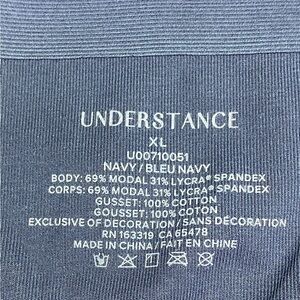 UNDERSTANCE
XL
U00710051
NAVY / BLEU NAVY
BODY: 69% MODAL 31% LYCRA® SPANDEX
CORPS: 69% MODAL 31% LYCRA® SPANDEX
GUSSET: 100% COTTON
GOUSSET: 100% COTON
EXCLUSIVE OF DECORATION / SANS DÉCORATION
RN 163319 CA 65478
MADE IN CHINA / FAIT EN CHINE